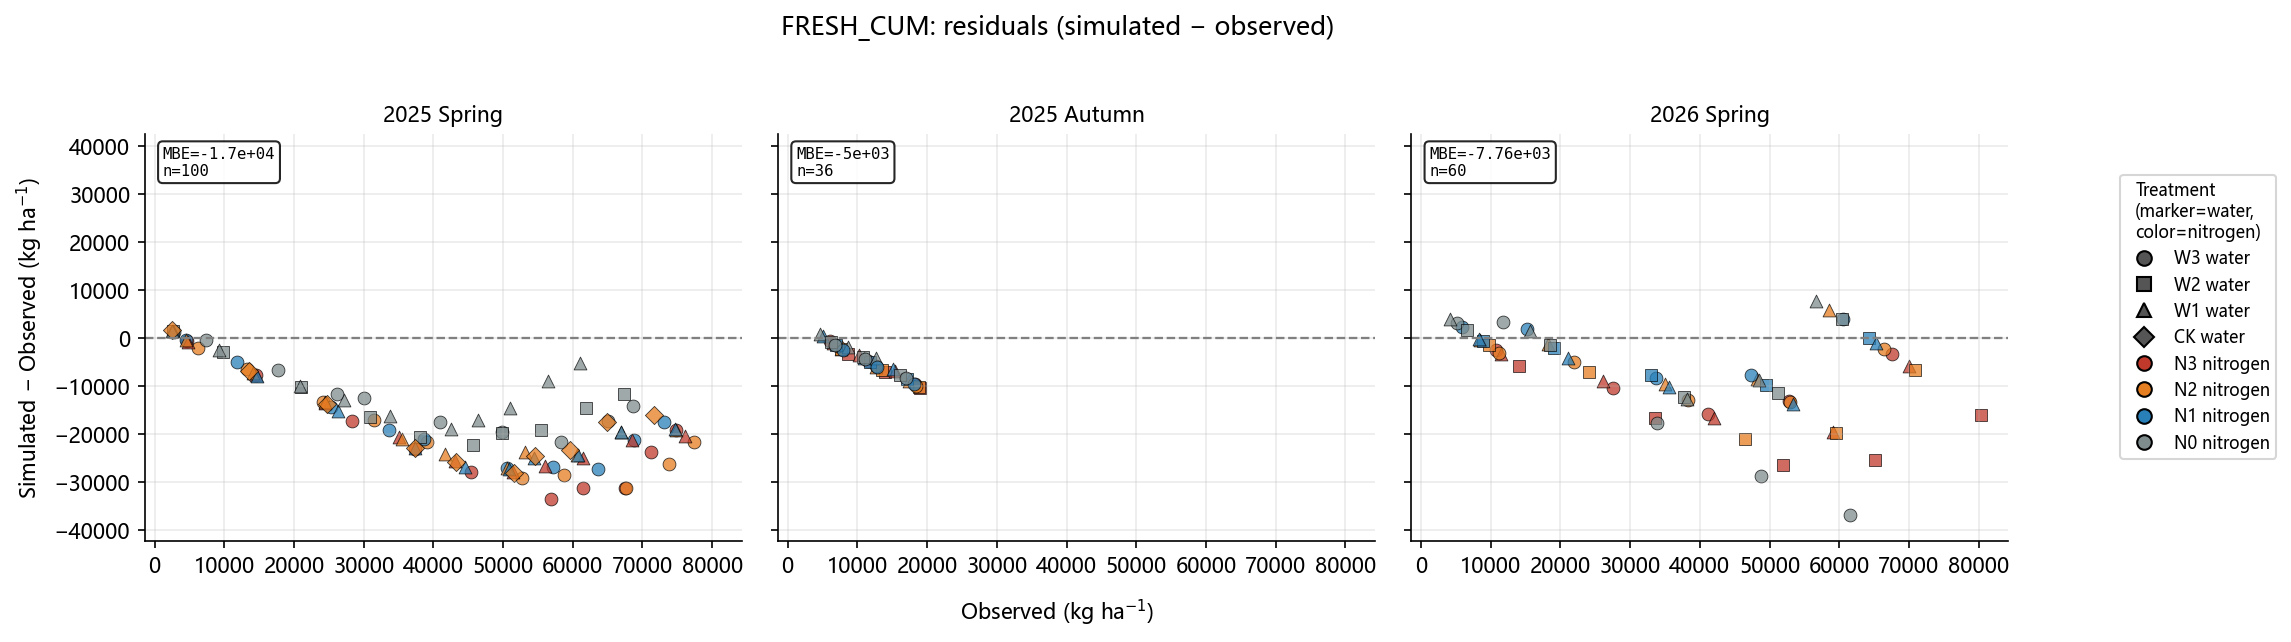 FRESH_CUM: residuals (simulated − observed)
2025 Spring
2025 Autumn
2026 Spring
MBE=-1.7e+04
n=100
MBE=-5e+03
n=36
MBE=-7.76e+03
n=60
Simulated − Observed (kg ha⁻¹)
40000
30000
20000
10000
0
−10000
−20000
−30000
−40000
0 10000 20000 30000 40000 50000 60000 70000 80000
0 10000 20000 30000 40000 50000 60000 70000 80000
0 10000 20000 30000 40000 50000 60000 70000 80000
Observed (kg ha⁻¹)
Treatment
(marker=water,
color=nitrogen)
W3 water
W2 water
W1 water
CK water
N3 nitrogen
N2 nitrogen
N1 nitrogen
N0 nitrogen